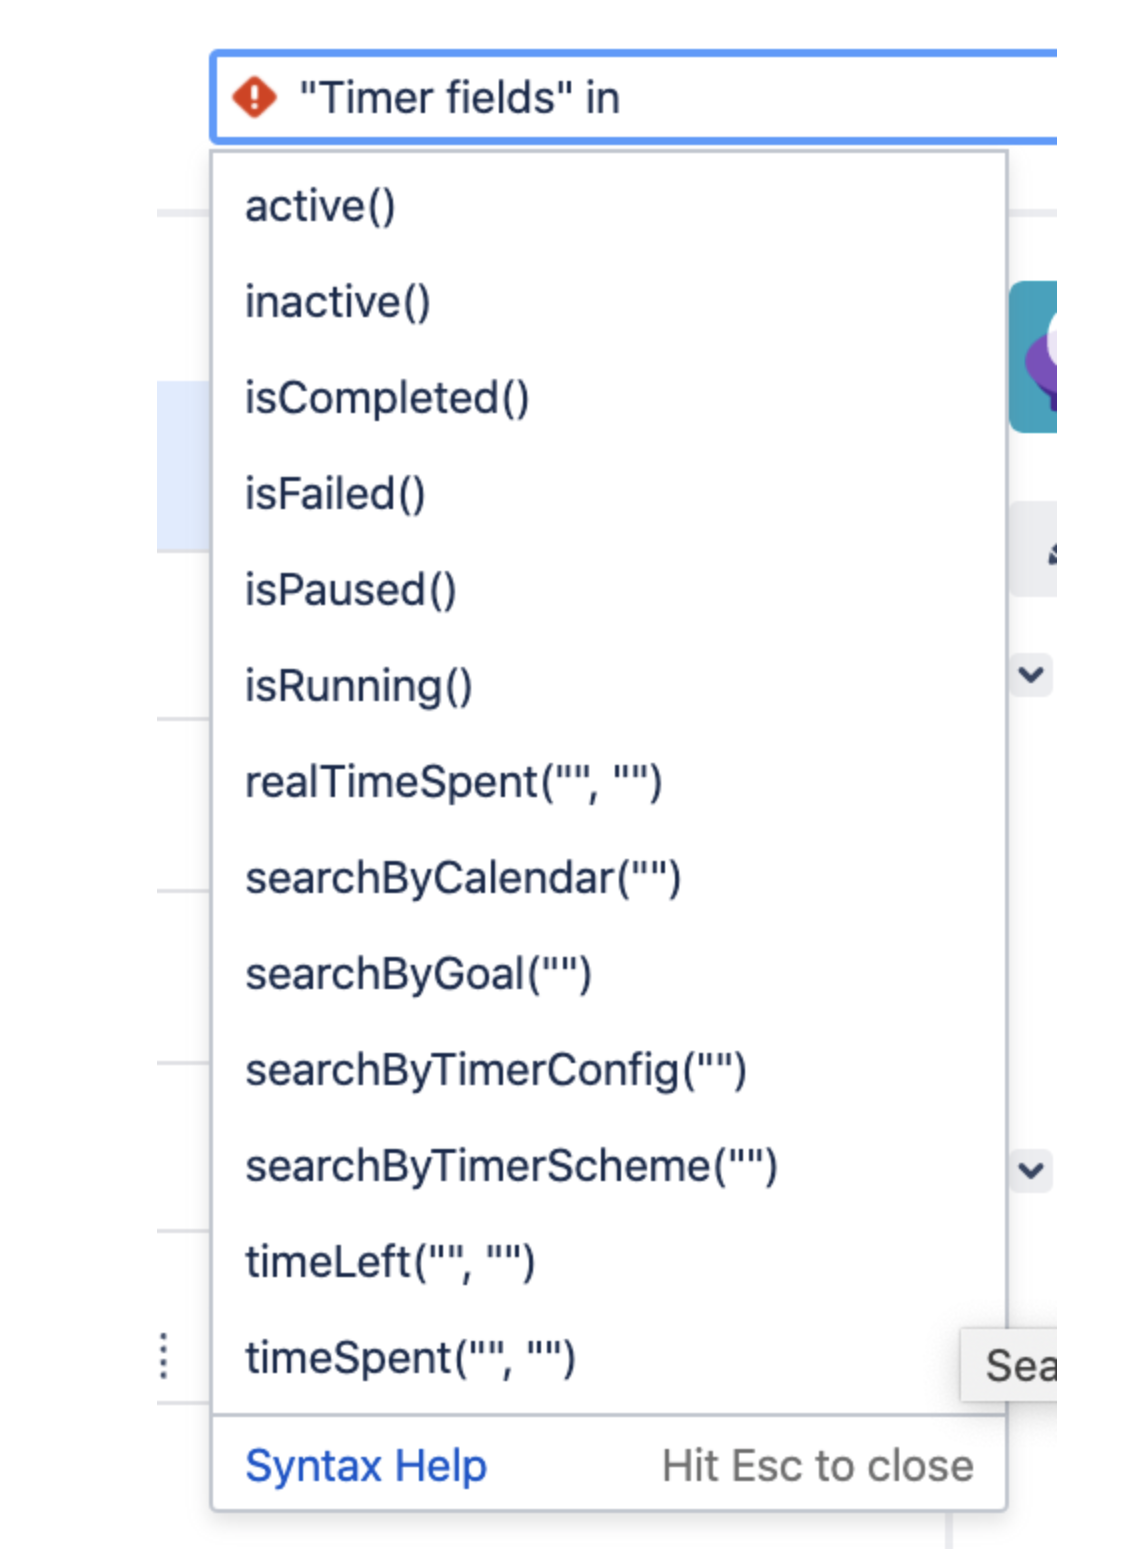 "Timer fields" in
active()
inactive()
isCompleted()
isFailed()
isPaused()
isRunning()
realTimeSpent("", "")
searchByCalendar("")
searchByGoal("")
searchByTimerConfig("")
searchByTimerScheme("")
timeLeft("", "")
timeSpent("", "")
Sea
Syntax Help Hit Esc to close